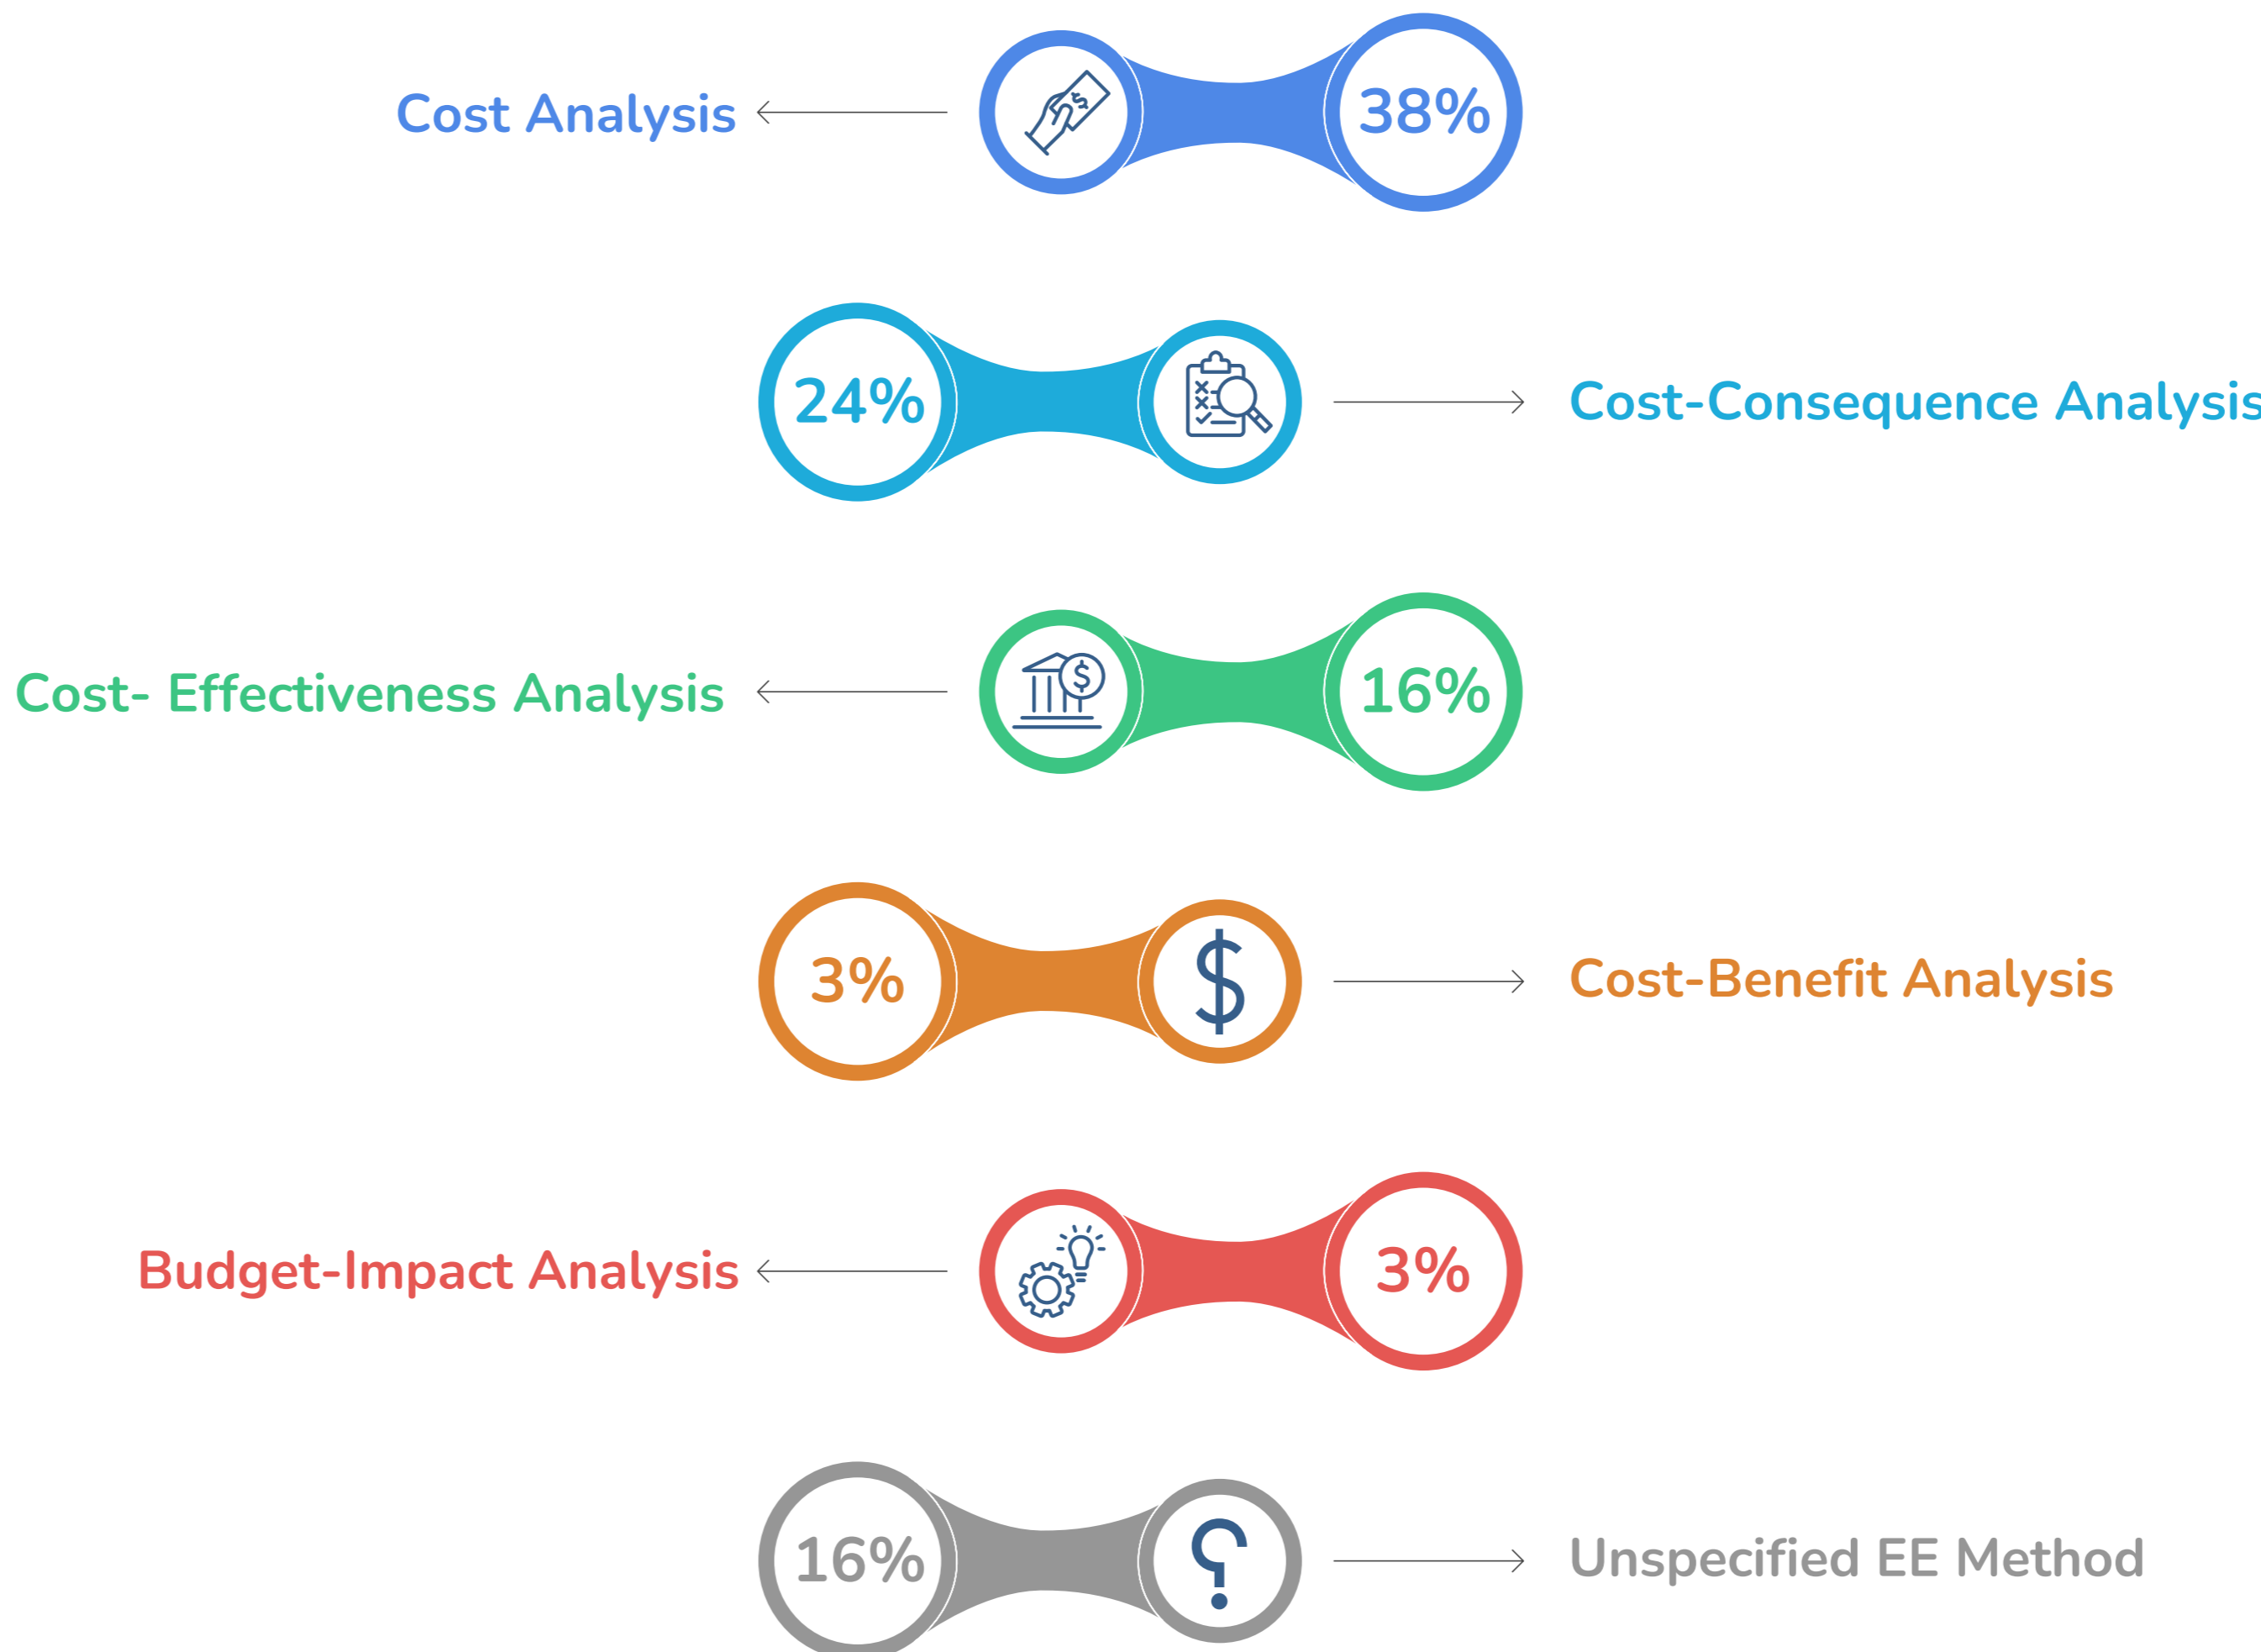 Cost Analysis
38%
24%
Cost-Consequence Analysis
Cost- Effectiveness Analysis
16%
3%
Cost-Benefit Analysis
Budget-Impact Analysis
3%
16%
Unspecified EE Method